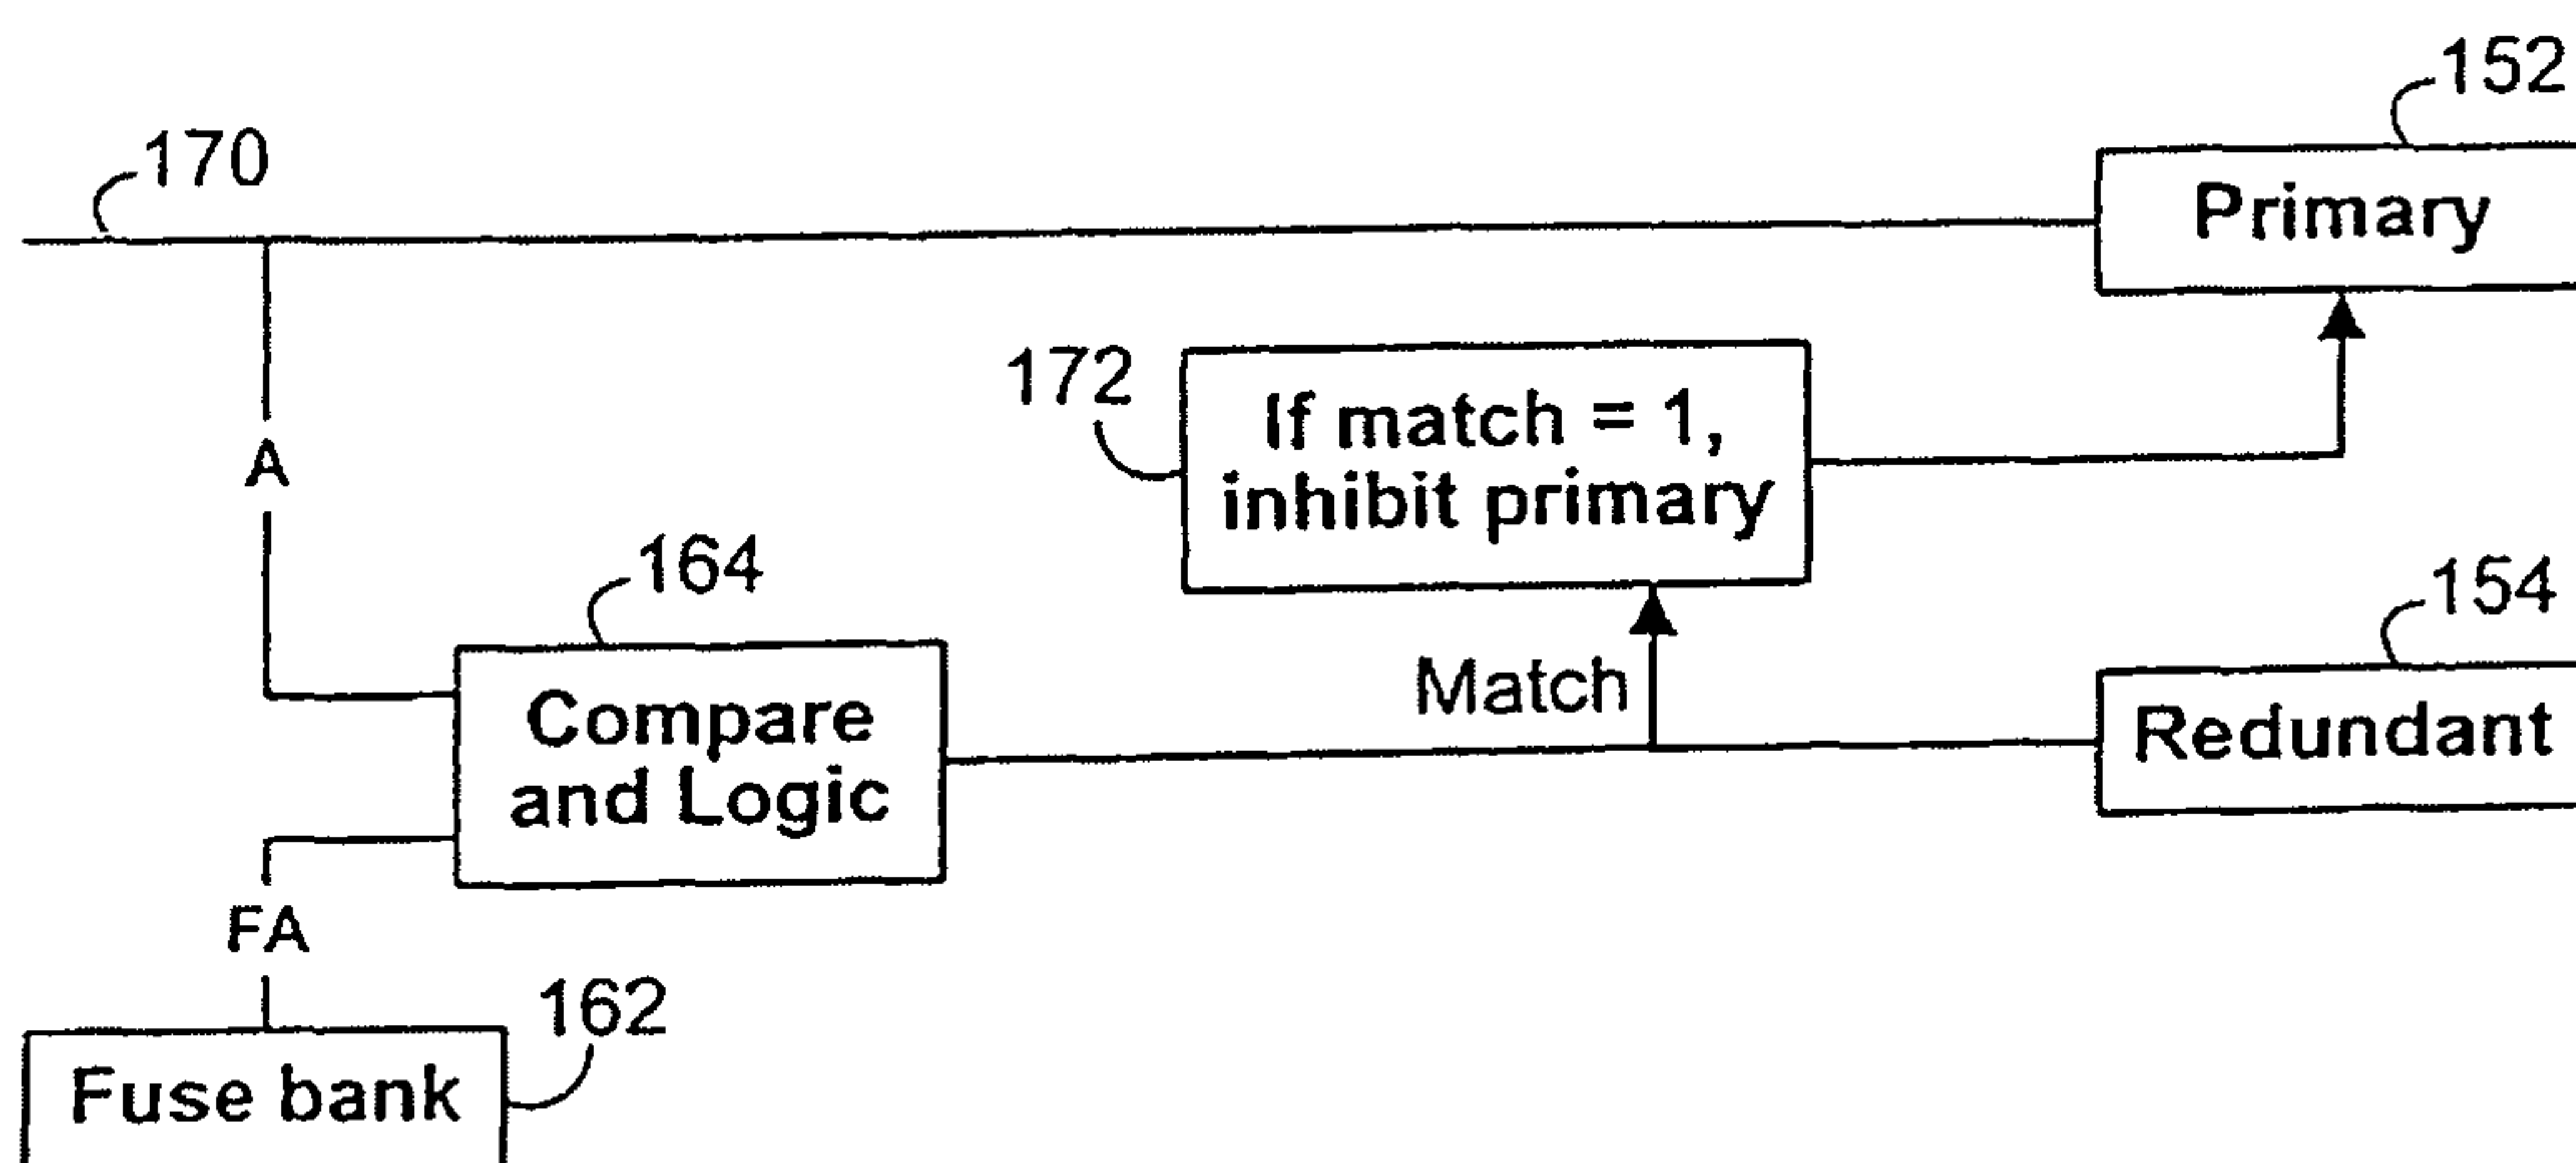 152
170
Primary
172
If match = 1,
inhibit primary
A
164
154
Match
Compare
and Logic
Redundant
FA
162
Fuse bank